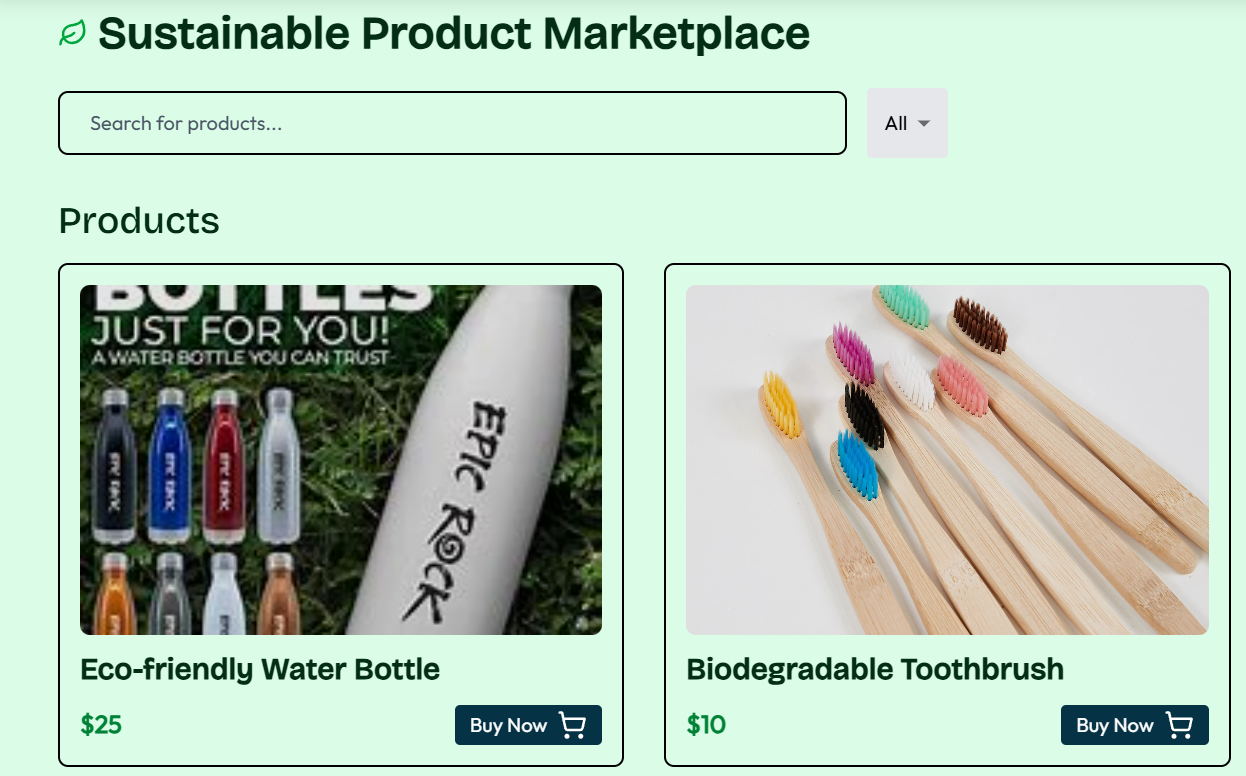 Sustainable Product Marketplace
Search for products...
All
Products
BOTTLES
JUST FOR YOU!
A WATER BOTTLE YOU CAN TRUST
EPIC ROCK
Eco-friendly Water Bottle
$25
Buy Now
Biodegradable Toothbrush
$10
Buy Now